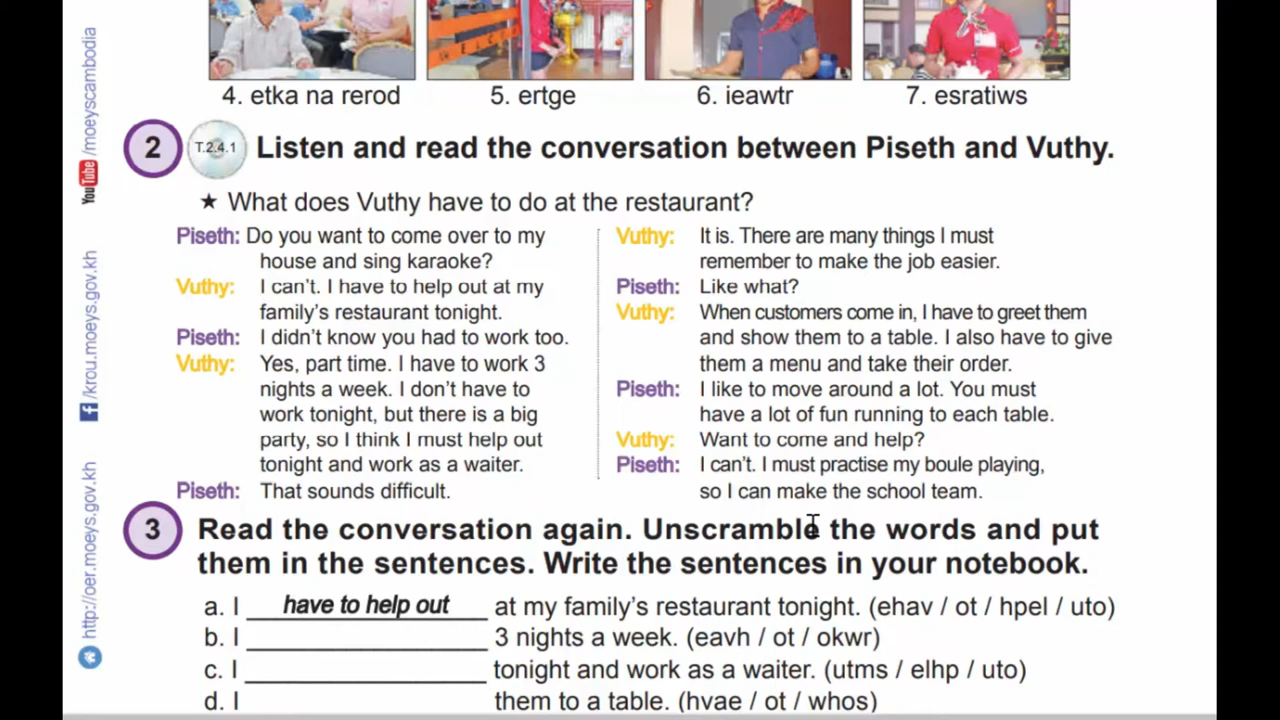 4. etka na rerod
5. ertge
6. ieawtr
7. esratiws
2 T.2.4.1 Listen and read the conversation between Piseth and Vuthy.
★ What does Vuthy have to do at the restaurant?
Piseth: Do you want to come over to my
house and sing karaoke?
Vuthy: I can't. I have to help out at my
family's restaurant tonight.
Piseth: I didn't know you had to work too.
Vuthy: Yes, part time. I have to work 3
nights a week. I don't have to
work tonight, but there is a big
party, so I think I must help out
tonight and work as a waiter.
Piseth: That sounds difficult.
Vuthy: It is. There are many things I must
remember to make the job easier.
Piseth: Like what?
Vuthy: When customers come in, I have to greet them
and show them to a table. I also have to give
them a menu and take their order.
Piseth: I like to move around a lot. You must
have a lot of fun running to each table.
Vuthy: Want to come and help?
Piseth: I can't. I must practise my boule playing,
so I can make the school team.
3 Read the conversation again. Unscramble the words and put
them in the sentences. Write the sentences in your notebook.
a. I have to help out at my family's restaurant tonight. (ehav / ot / hpel / uto)
b. I ____________ 3 nights a week. (eavh / ot / okwr)
c. I ____________ tonight and work as a waiter. (utms / elhp / uto)
d. I ____________ them to a table. (hvae / ot / whos)
YouTube /moeyscambodia
f /krou.moeys.gov.kh
http://oer.moeys.gov.kh